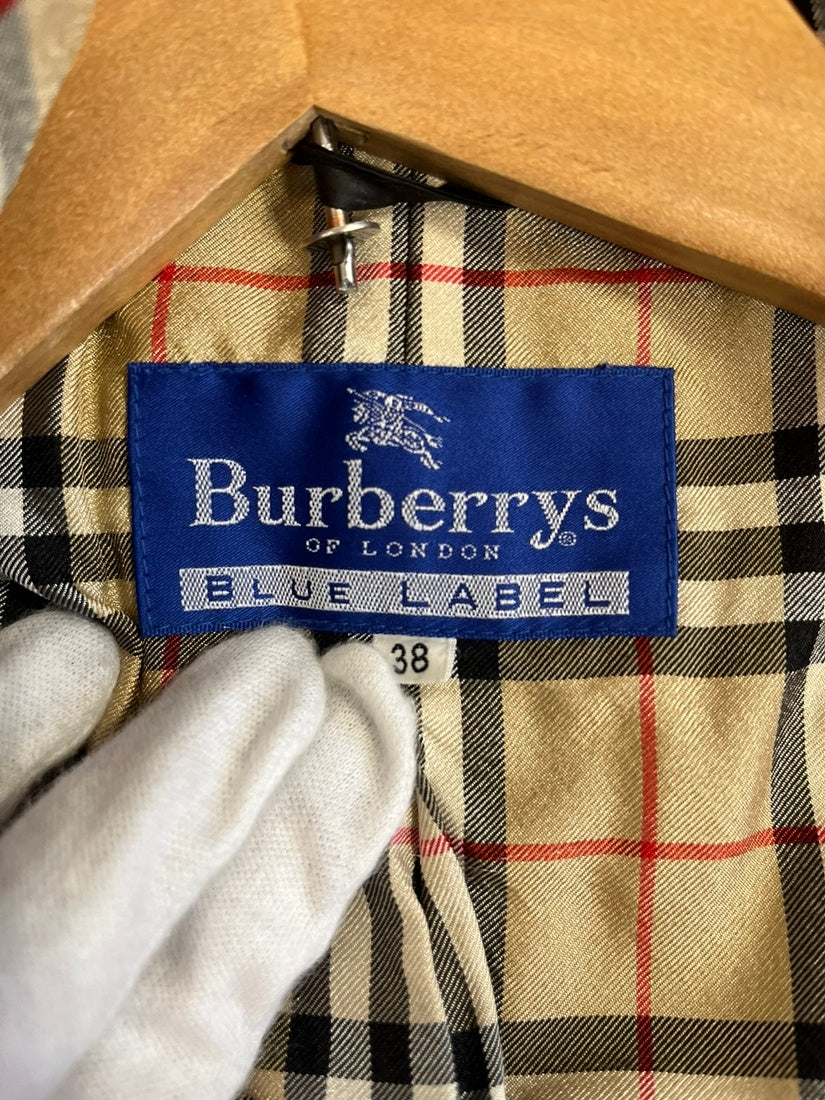 Burberrys®
OF LONDON
BLUE LABEL
38